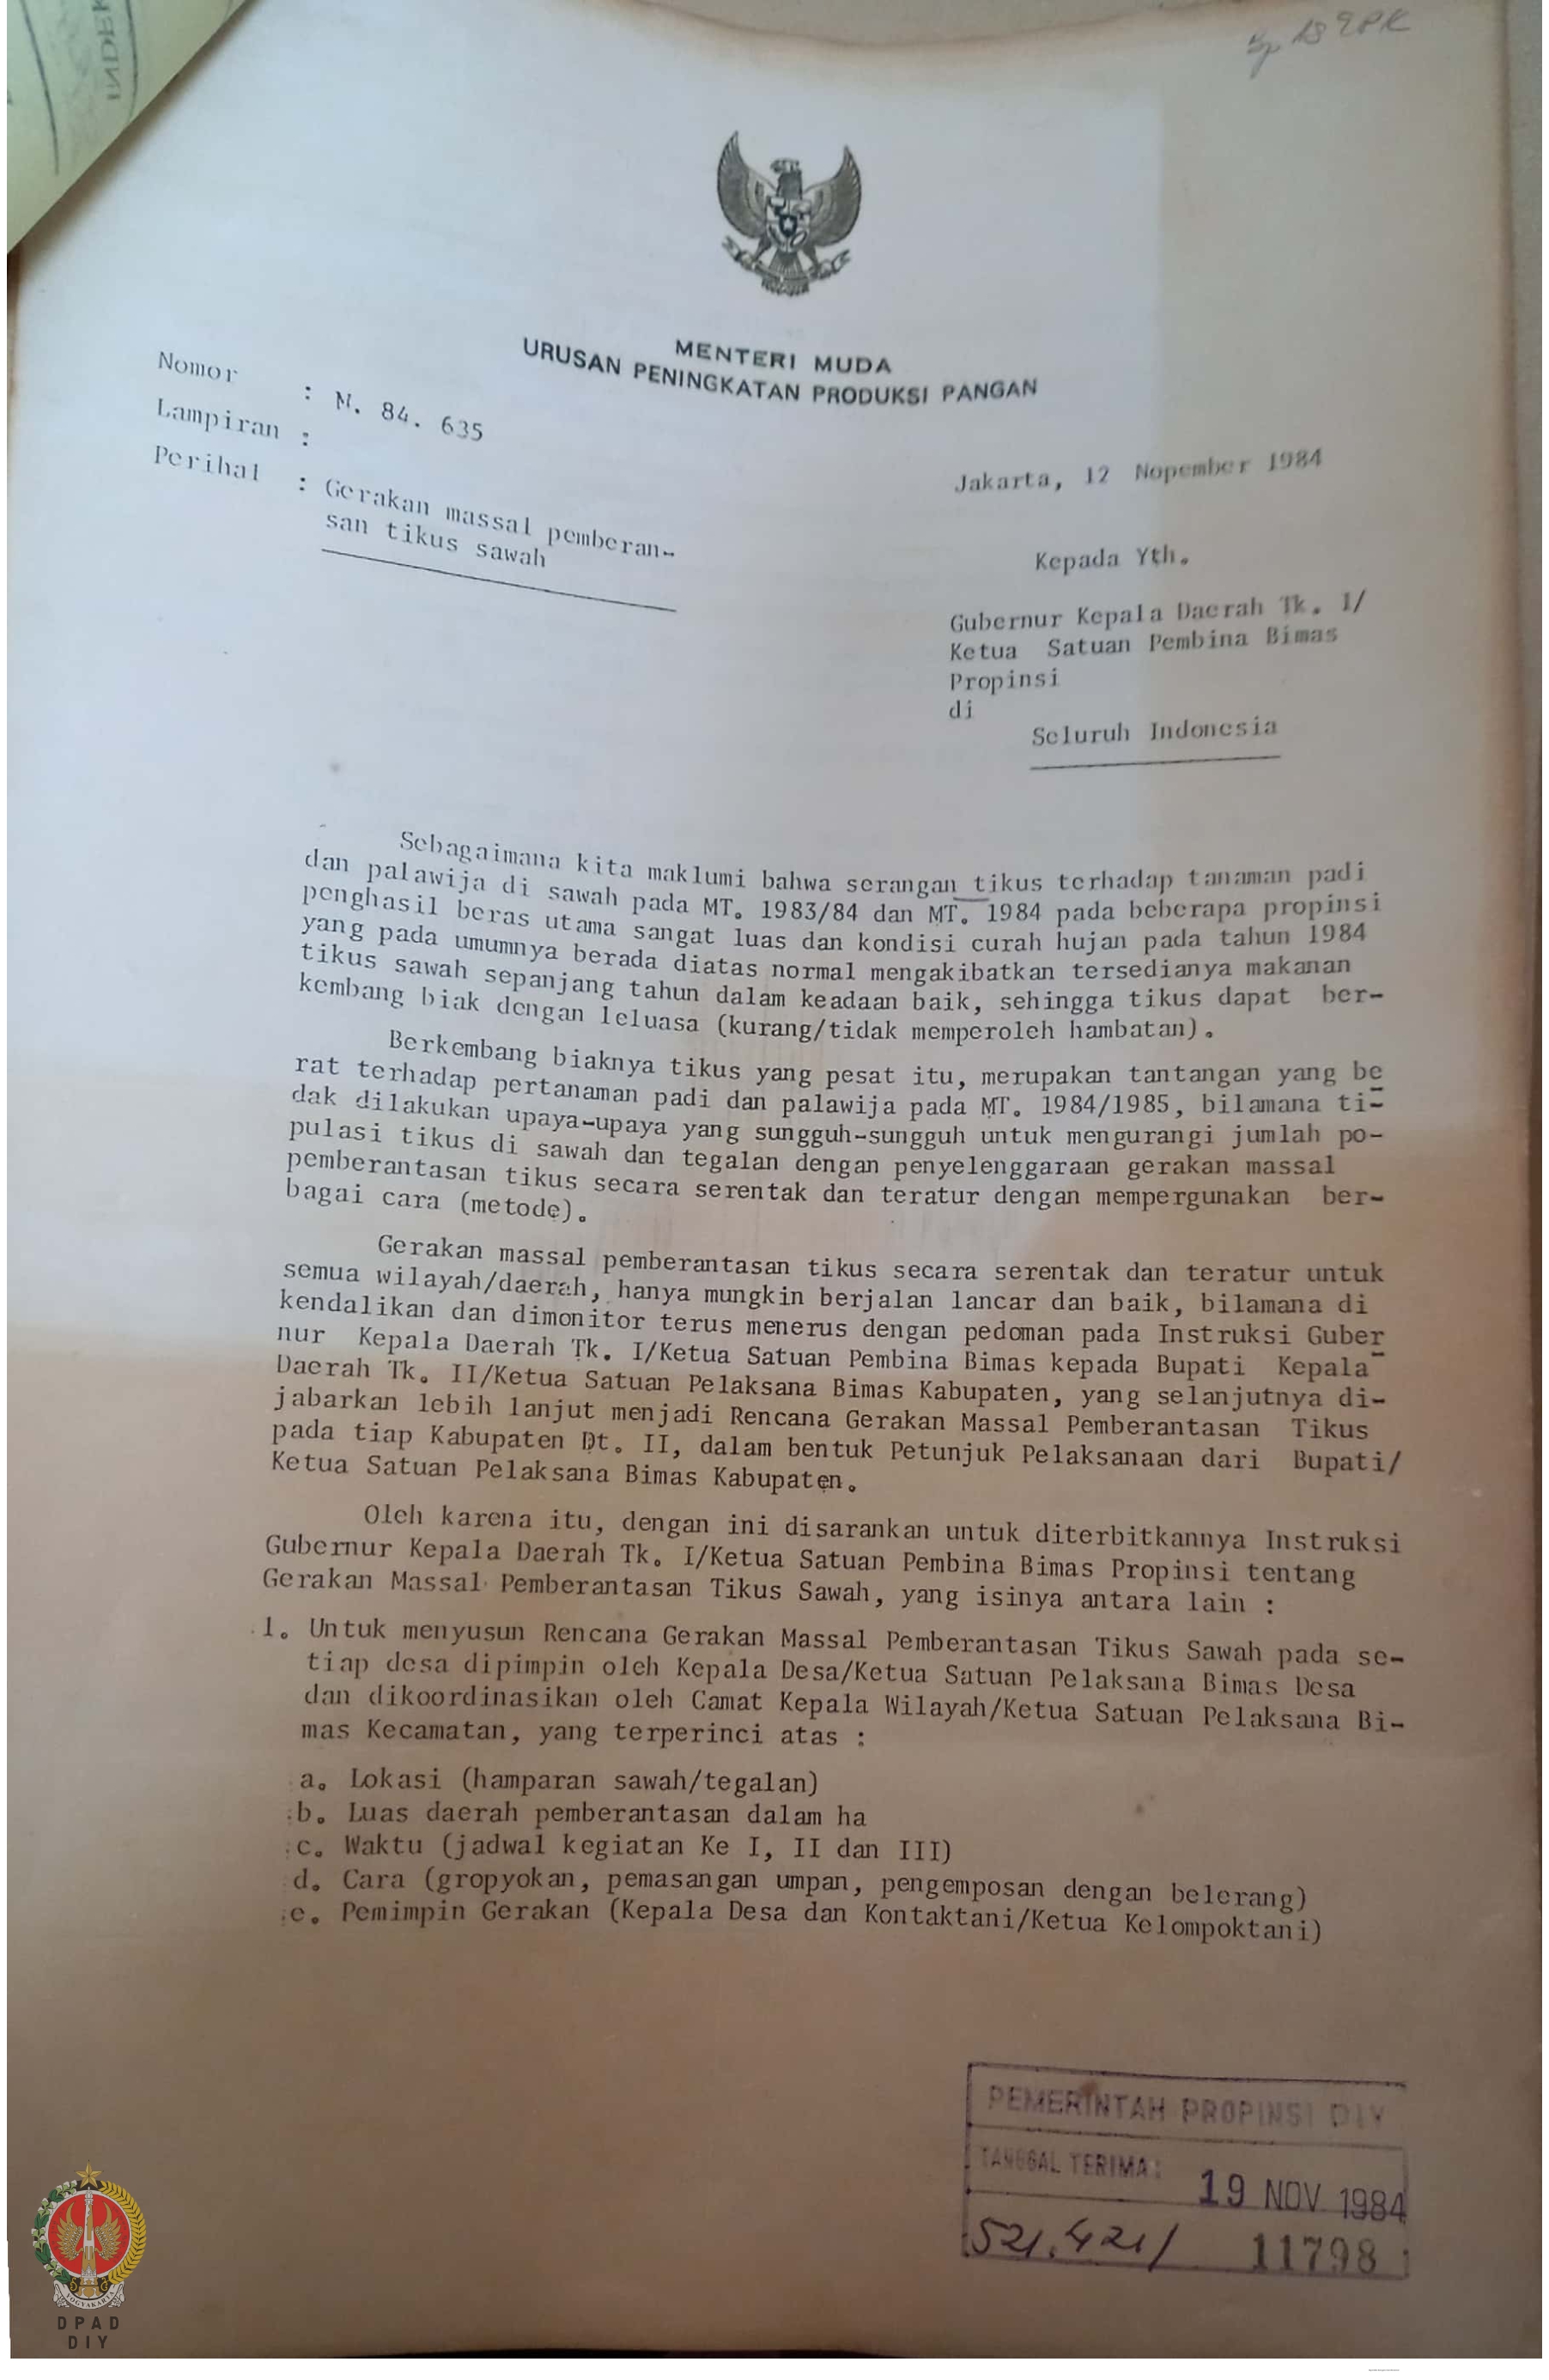 INDEK
MENTERI MUDA
URUSAN PENINGKATAN PRODUKSI PANGAN
Nomor : M. 84. 635
Lampiran :
Perihal : Gerakan massal pemberan-
san tikus sawah
Jakarta, 12 Nopember 1984
Kepada Yth.
Gubernur Kepala Daerah Tk. I/
Ketua Satuan Pembina Bimas
Propinsi
di
Seluruh Indonesia
Sebagaimana kita maklumi bahwa serangan tikus terhadap tanaman padi
dan palawija di sawah pada MT. 1983/84 dan MT. 1984 pada beberapa propinsi
penghasil beras utama sangat luas dan kondisi curah hujan pada tahun 1984
yang pada umumnya berada diatas normal mengakibatkan tersedianya makanan
tikus sawah sepanjang tahun dalam keadaan baik, sehingga tikus dapat ber-
kembang biak dengan leluasa (kurang/tidak memperoleh hambatan).
Berkembang biaknya tikus yang pesat itu, merupakan tantangan yang be
rat terhadap pertanaman padi dan palawija pada MT. 1984/1985, bilamana ti-
dak dilakukan upaya-upaya yang sungguh-sungguh untuk mengurangi jumlah po-
pulasi tikus di sawah dan tegalan dengan penyelenggaraan gerakan massal
pemberantasan tikus secara serentak dan teratur dengan mempergunakan ber-
bagai cara (metode).
Gerakan massal pemberantasan tikus secara serentak dan teratur untuk
semua wilayah/daerah, hanya mungkin berjalan lancar dan baik, bilamana di
kendalikan dan dimonitor terus menerus dengan pedoman pada Instruksi Guber
nur Kepala Daerah Tk. I/Ketua Satuan Pembina Bimas kepada Bupati Kepala
Daerah Tk. II/Ketua Satuan Pelaksana Bimas Kabupaten, yang selanjutnya di-
jabarkan lebih lanjut menjadi Rencana Gerakan Massal Pemberantasan Tikus
pada tiap Kabupaten Dt. II, dalam bentuk Petunjuk Pelaksanaan dari Bupati/
Ketua Satuan Pelaksana Bimas Kabupaten.
Oleh karena itu, dengan ini disarankan untuk diterbitkannya Instruksi
Gubernur Kepala Daerah Tk. I/Ketua Satuan Pembina Bimas Propinsi tentang
Gerakan Massal Pemberantasan Tikus Sawah, yang isinya antara lain :
1. Untuk menyusun Rencana Gerakan Massal Pemberantasan Tikus Sawah pada se-
tiap desa dipimpin oleh Kepala Desa/Ketua Satuan Pelaksana Bimas Desa
dan dikoordinasikan oleh Camat Kepala Wilayah/Ketua Satuan Pelaksana Bi-
mas Kecamatan, yang terperinci atas :
a. Lokasi (hamparan sawah/tegalan)
b. Luas daerah pemberantasan dalam ha
c. Waktu (jadwal kegiatan Ke I, II dan III)
d. Cara (gropyokan, pemasangan umpan, pengemposan dengan belerang)
e. Pemimpin Gerakan (Kepala Desa dan Kontaktani/Ketua Kelompoktani)
PEMERINTAH PROPINSI DIY
TANGGAL TERIMA: 19 NOV 1984
521.421/ 11798
YOGYAKARTA
DPAD
DIY